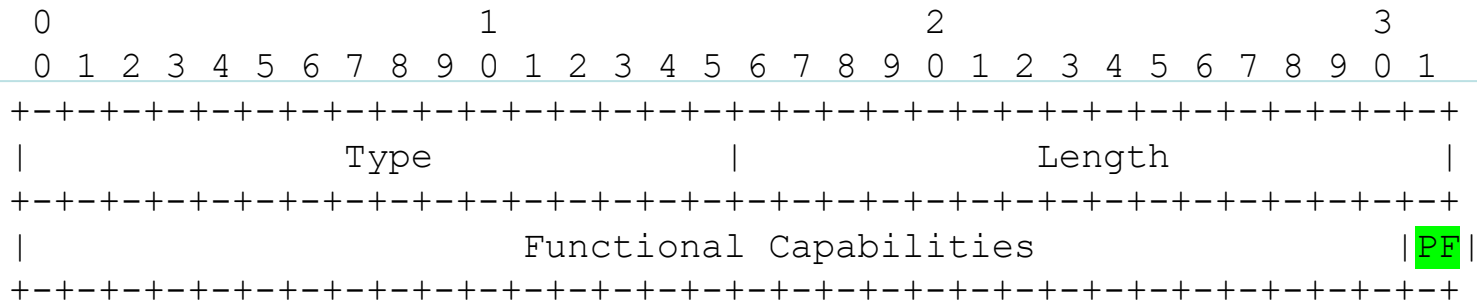 0 1 2 3
0 1 2 3 4 5 6 7 8 9 0 1 2 3 4 5 6 7 8 9 0 1 2 3 4 5 6 7 8 9 0 1
+-+-+-+-+-+-+-+-+-+-+-+-+-+-+-+-+-+-+-+-+-+-+-+-+-+-+-+-+-+-+-+-+
| Type | Length |
+-+-+-+-+-+-+-+-+-+-+-+-+-+-+-+-+-+-+-+-+-+-+-+-+-+-+-+-+-+-+-+-+
| Functional Capabilities |PF|
+-+-+-+-+-+-+-+-+-+-+-+-+-+-+-+-+-+-+-+-+-+-+-+-+-+-+-+-+-+-+-+-+